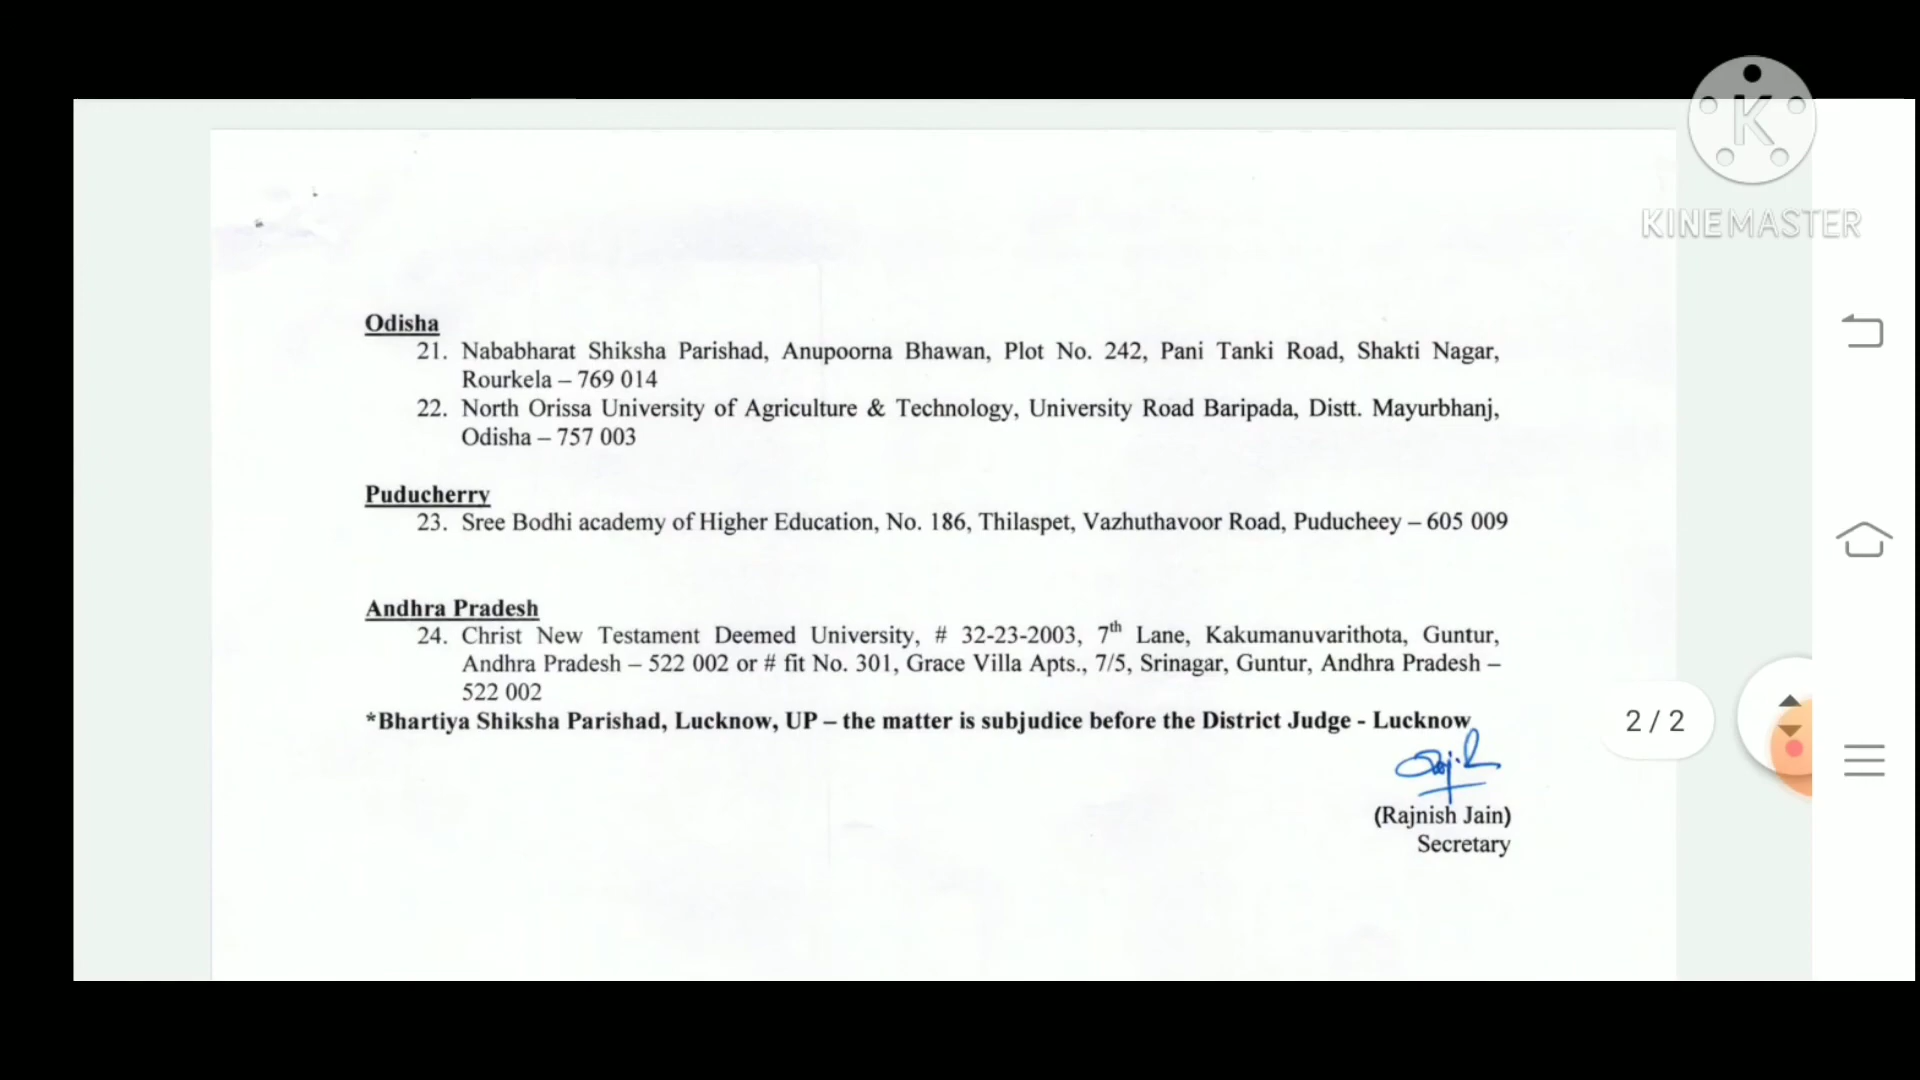 K
KINEMASTER
Odisha
21. Nababharat Shiksha Parishad, Anupoorna Bhawan, Plot No. 242, Pani Tanki Road, Shakti Nagar,
Rourkela – 769 014
22. North Orissa University of Agriculture & Technology, University Road Baripada, Distt. Mayurbhanj,
Odisha – 757 003
Puducherry
23. Sree Bodhi academy of Higher Education, No. 186, Thilaspet, Vazhuthavoor Road, Puducheey – 605 009
Andhra Pradesh
24. Christ New Testament Deemed University, # 32-23-2003, 7th Lane, Kakumanuvarithota, Guntur,
Andhra Pradesh – 522 002 or # fit No. 301, Grace Villa Apts., 7/5, Srinagar, Guntur, Andhra Pradesh –
522 002
*Bhartiya Shiksha Parishad, Lucknow, UP – the matter is subjudice before the District Judge - Lucknow
2 / 2
(Rajnish Jain)
Secretary